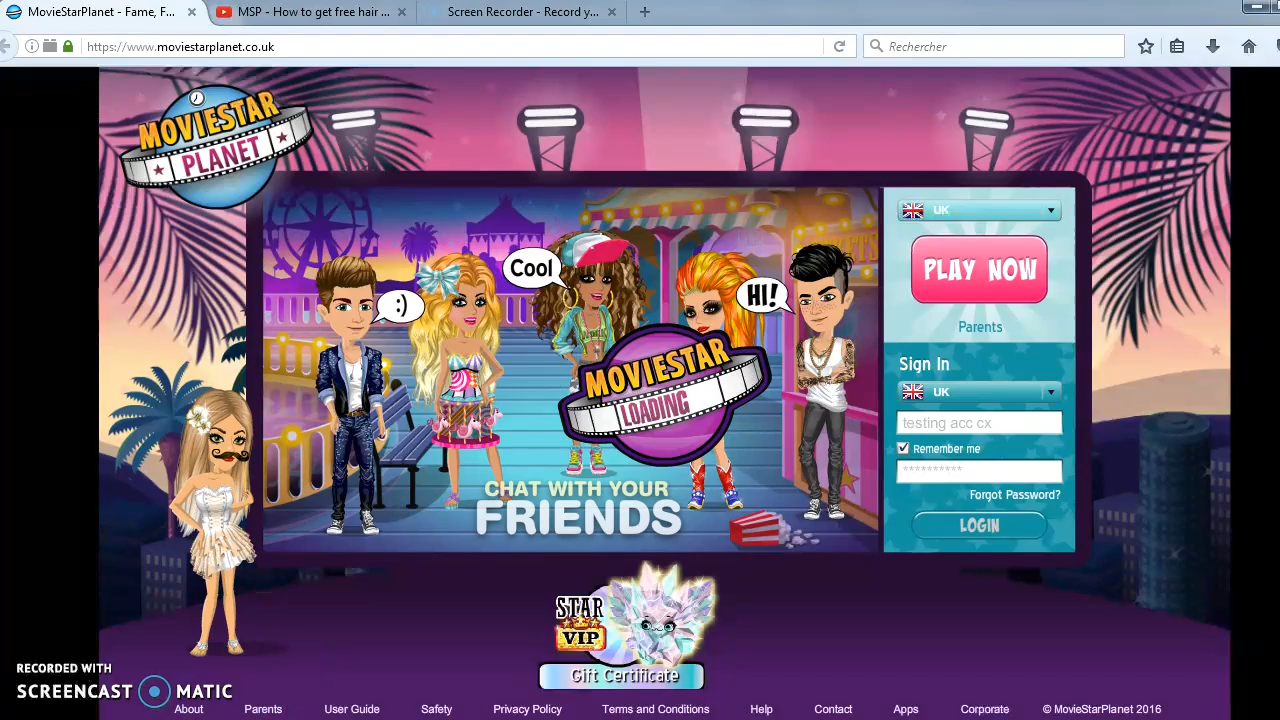 MovieStarPlanet - Fame, F...
MSP - How to get free hair ...
Screen Recorder - Record y...
https://www.moviestarplanet.co.uk
Rechercher
MOVIESTAR
PLANET
UK
PLAY NOW
Parents
Sign In
UK
testing acc cx
Remember me
**********
Forgot Password?
LOGIN
:)
Cool
HI!
MOVIESTAR
LOADING
CHAT WITH YOUR
FRIENDS
STAR
VIP
Gift Certificate
RECORDED WITH
SCREENCAST MATIC
About Parents User Guide Safety Privacy Policy Terms and Conditions Help Contact Apps Corporate © MovieStarPlanet 2016